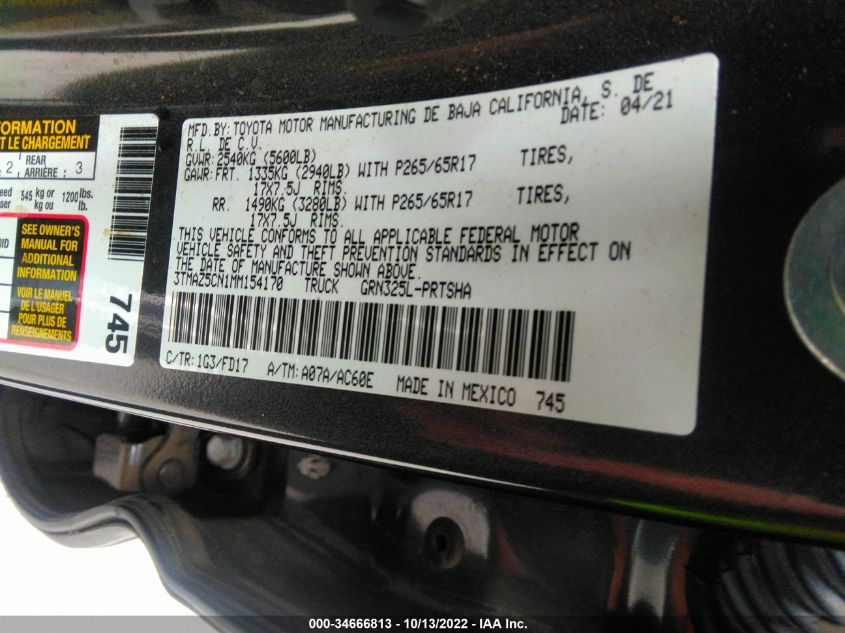 FORMATION
T LE CHARGEMENT
2 REAR ARRIÈRE : 3
545 kg or kg ou 1200 lbs. lb.
SEE OWNER'S
MANUAL FOR
ADDITIONAL
INFORMATION
VOIR LE MANUEL
DE L'USAGER
POUR PLUS DE
RENSEIGNEMENTS
745
MFD.BY: TOYOTA MOTOR MANUFACTURING DE BAJA CALIFORNIA, S. DE
R.L. DE C.V. DATE: 04/21
GVWR: 2540KG (5600LB)
GAWR: FRT. 1335KG (2940LB) WITH P265/65R17 TIRES,
17X7.5J RIMS.
RR. 1490KG (3280LB) WITH P265/65R17 TIRES,
17X7.5J RIMS.
THIS VEHICLE CONFORMS TO ALL APPLICABLE FEDERAL MOTOR
VEHICLE SAFETY AND THEFT PREVENTION STANDARDS IN EFFECT ON
THE DATE OF MANUFACTURE SHOWN ABOVE.
3TMAZ5CN1MM154170 TRUCK GRN325L-PRTSHA
C/TR: 1G3/FD17 A/TM: A07A/AC60E MADE IN MEXICO 745
000-34666813 - 10/13/2022 - IAA Inc.